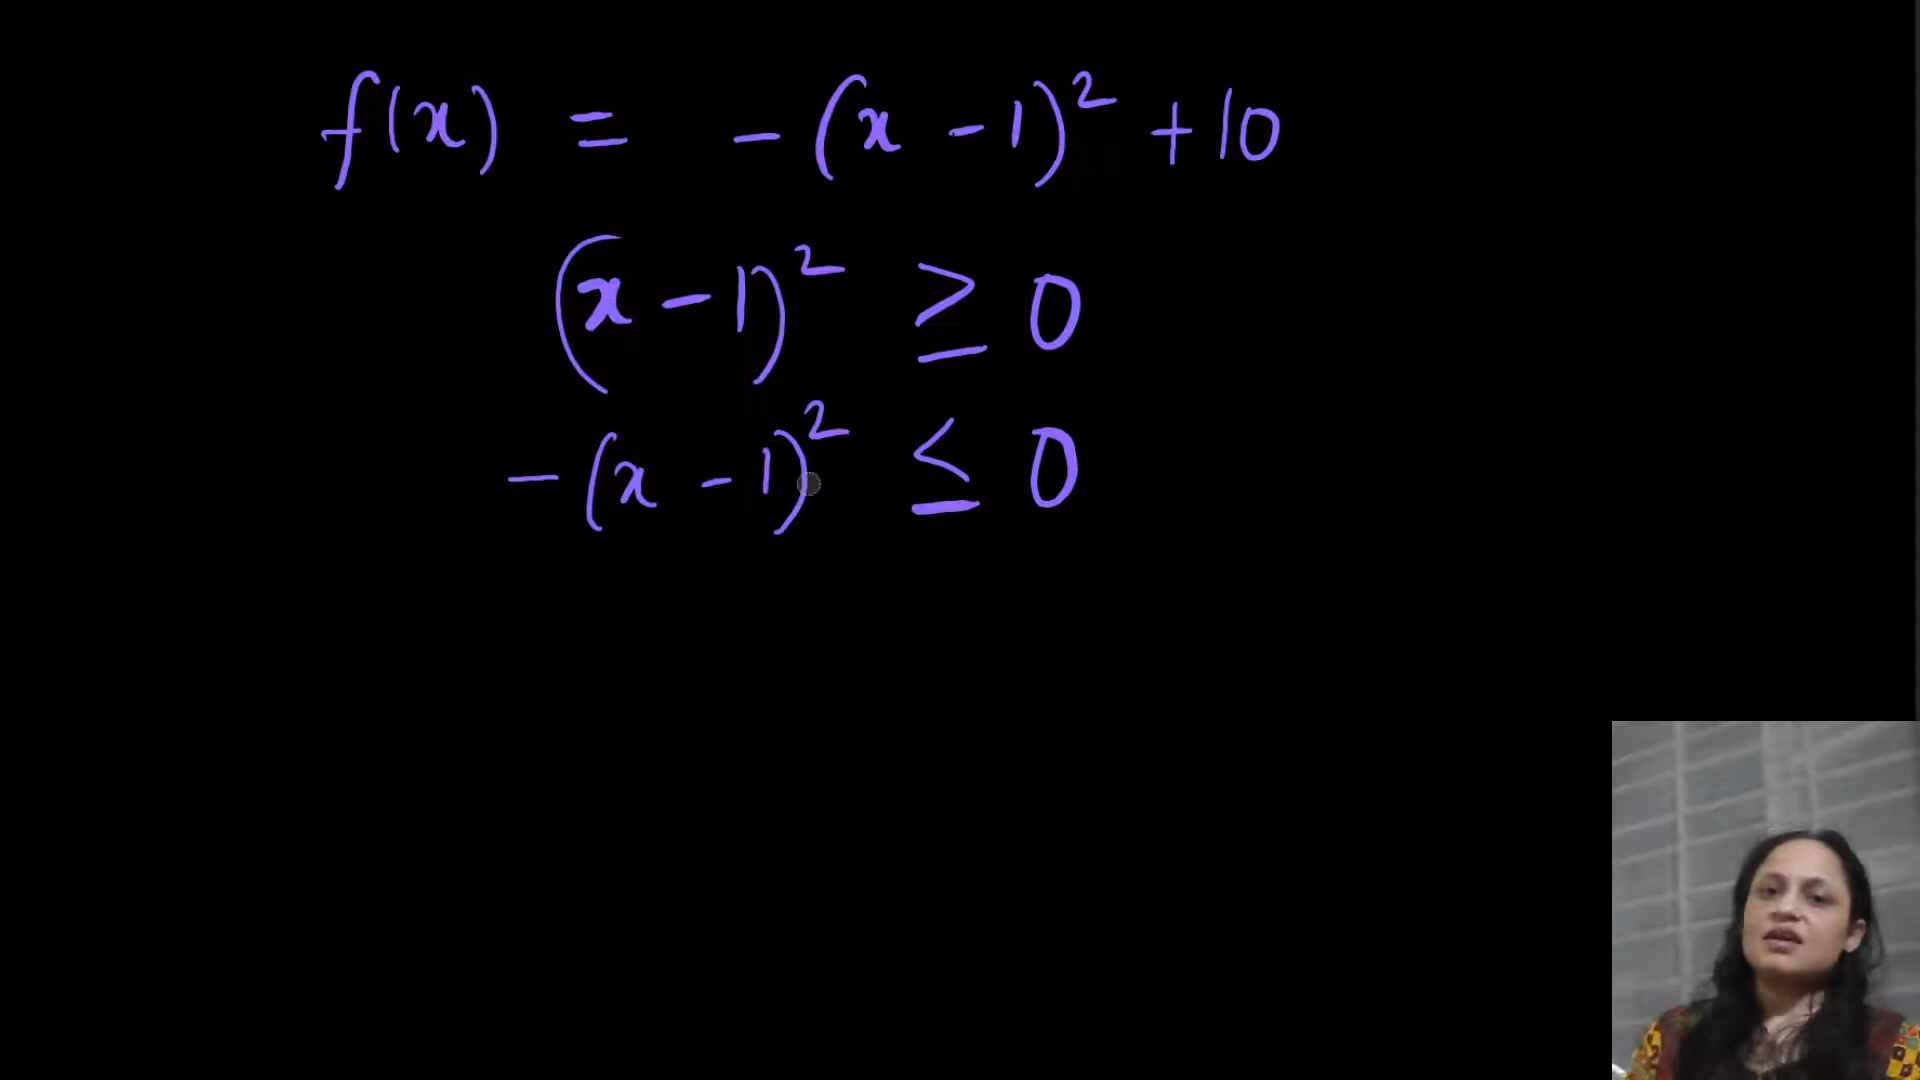 f(x) = -(x - 1)² + 10
(x - 1)² ≥ 0
-(x - 1)² ≤ 0